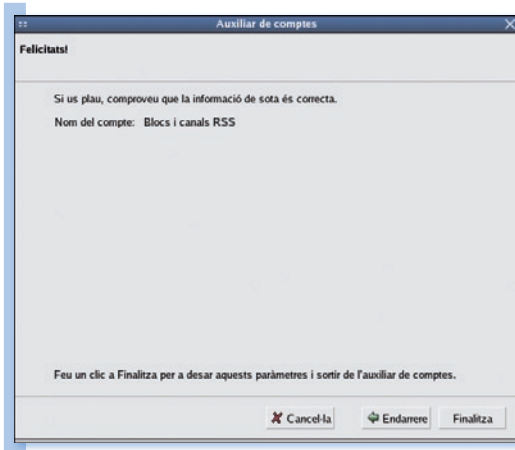 Auxiliar de comptes
Felicitats!
Si us plau, comproveu que la informació de sota és correcta.
Nom del compte: Blocs i canals RSS
Feu un clic a Finalitza per a desar aquests paràmetres i sortir de l'auxiliar de comptes.
Cancel·la Endarrere Finalitza